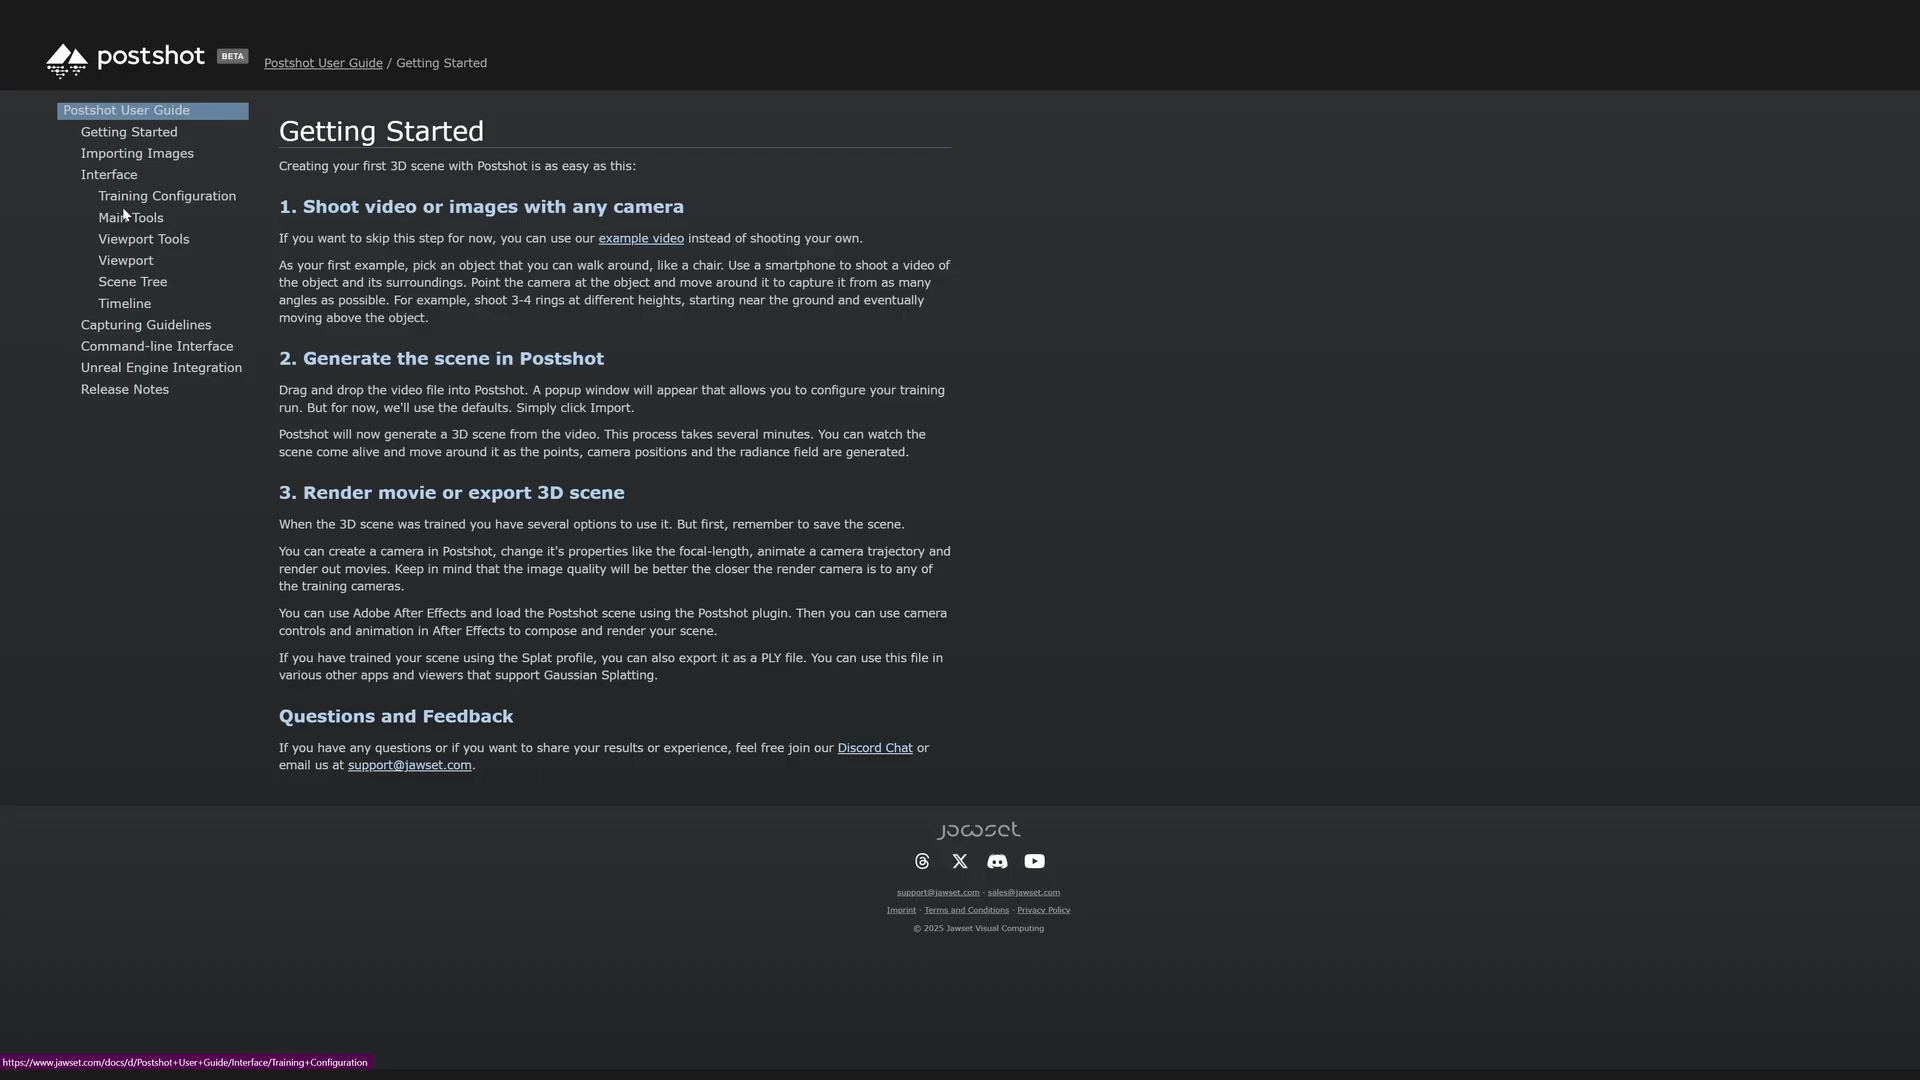 postshot BETA
Postshot User Guide / Getting Started
Postshot User Guide
Getting Started
Importing Images
Interface
Training Configuration
Main Tools
Viewport Tools
Viewport
Scene Tree
Timeline
Capturing Guidelines
Command-line Interface
Unreal Engine Integration
Release Notes
Getting Started
Creating your first 3D scene with Postshot is as easy as this:
1. Shoot video or images with any camera
If you want to skip this step for now, you can use our example video instead of shooting your own.
As your first example, pick an object that you can walk around, like a chair. Use a smartphone to shoot a video of
the object and its surroundings. Point the camera at the object and move around it to capture it from as many
angles as possible. For example, shoot 3-4 rings at different heights, starting near the ground and eventually
moving above the object.
2. Generate the scene in Postshot
Drag and drop the video file into Postshot. A popup window will appear that allows you to configure your training
run. But for now, we'll use the defaults. Simply click Import.
Postshot will now generate a 3D scene from the video. This process takes several minutes. You can watch the
scene come alive and move around it as the points, camera positions and the radiance field are generated.
3. Render movie or export 3D scene
When the 3D scene was trained you have several options to use it. But first, remember to save the scene.
You can create a camera in Postshot, change it's properties like the focal-length, animate a camera trajectory and
render out movies. Keep in mind that the image quality will be better the closer the render camera is to any of
the training cameras.
You can use Adobe After Effects and load the Postshot scene using the Postshot plugin. Then you can use camera
controls and animation in After Effects to compose and render your scene.
If you have trained your scene using the Splat profile, you can also export it as a PLY file. You can use this file in
various other apps and viewers that support Gaussian Splatting.
Questions and Feedback
If you have any questions or if you want to share your results or experience, feel free join our Discord Chat or
email us at support@jawset.com.
jawset
support@jawset.com · sales@jawset.com
Imprint · Terms and Conditions · Privacy Policy
© 2025 Jawset Visual Computing
https://www.jawset.com/docs/d/Postshot+User+Guide/Interface/Training+Configuration